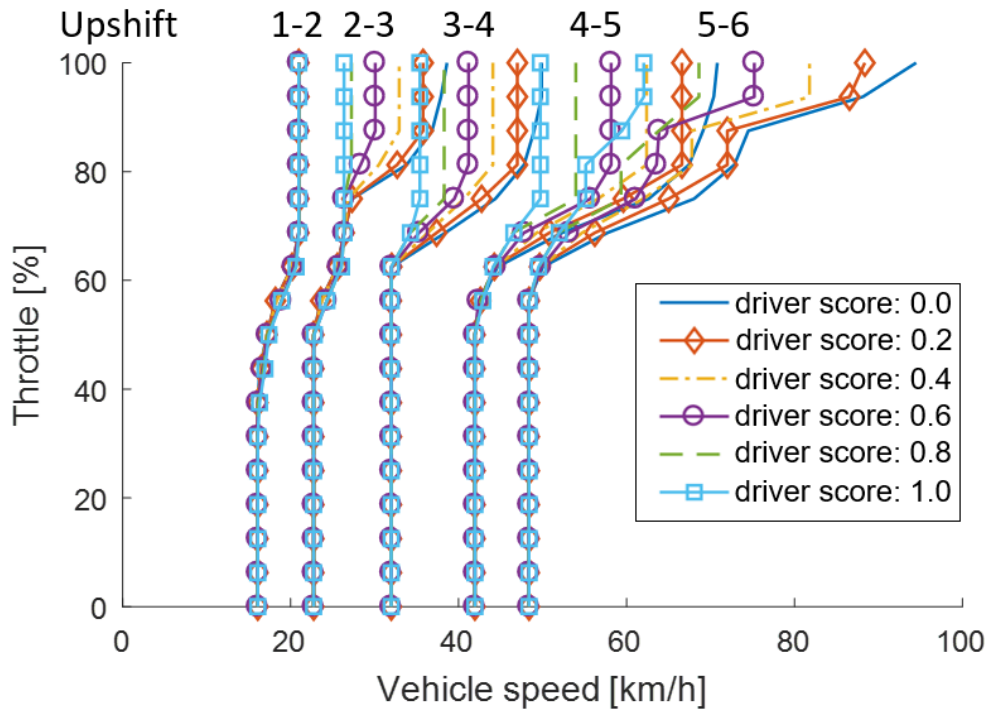 Upshift 1-2 2-3 3-4 4-5 5-6
100
80
60
40
20
0
Throttle [%]
driver score: 0.0
driver score: 0.2
driver score: 0.4
driver score: 0.6
driver score: 0.8
driver score: 1.0
0 20 40 60 80 100
Vehicle speed [km/h]